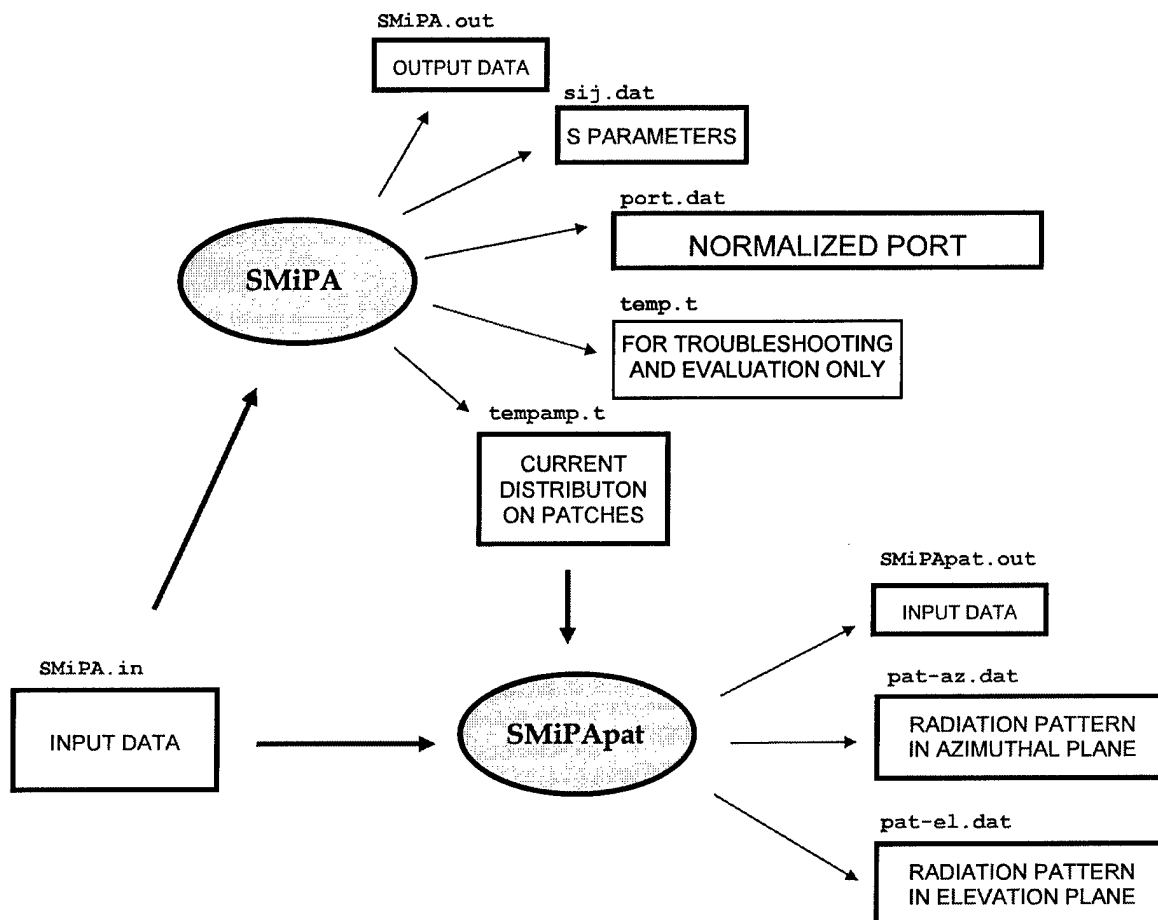 SMiPA.out
OUTPUT DATA
sij.dat
S PARAMETERS
port.dat
NORMALIZED PORT
SMiPA
temp.t
FOR TROUBLESHOOTING
AND EVALUATION ONLY
tempamp.t
CURRENT
DISTRIBUTON
ON PATCHES
SMiPApat.out
INPUT DATA
SMiPA.in
INPUT DATA
SMiPApat
pat-az.dat
RADIATION PATTERN
IN AZIMUTHAL PLANE
pat-el.dat
RADIATION PATTERN
IN ELEVATION PLANE